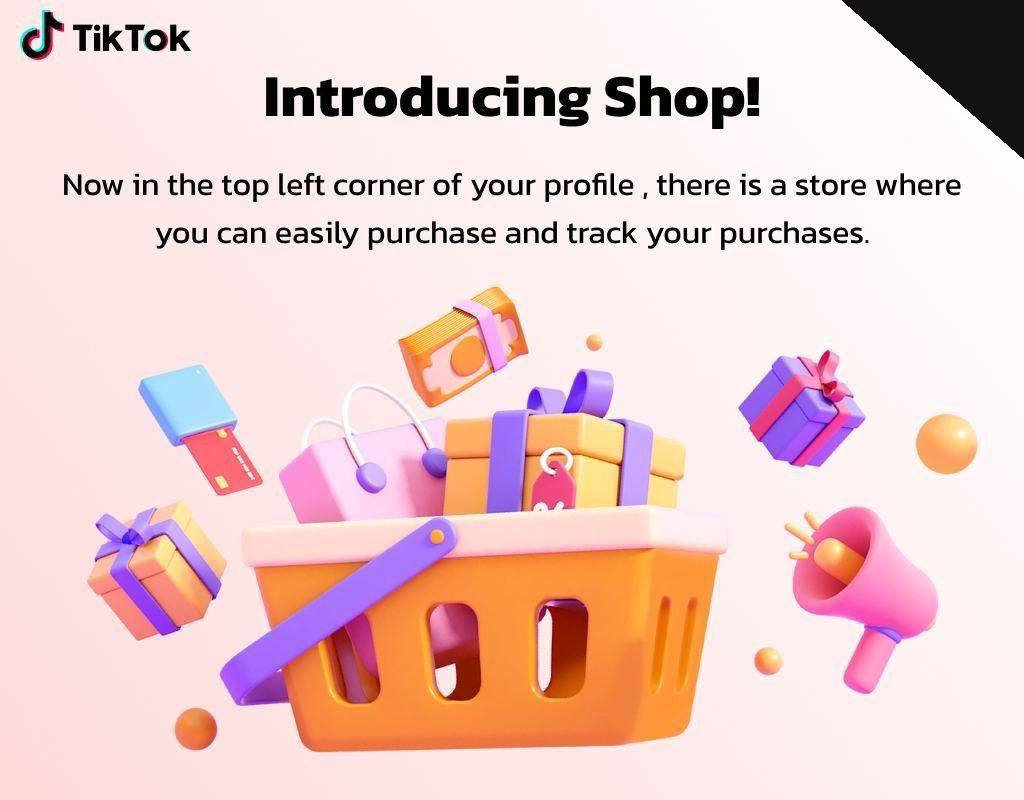 TikTok
Introducing Shop!
Now in the top left corner of your profile , there is a store where
you can easily purchase and track your purchases.